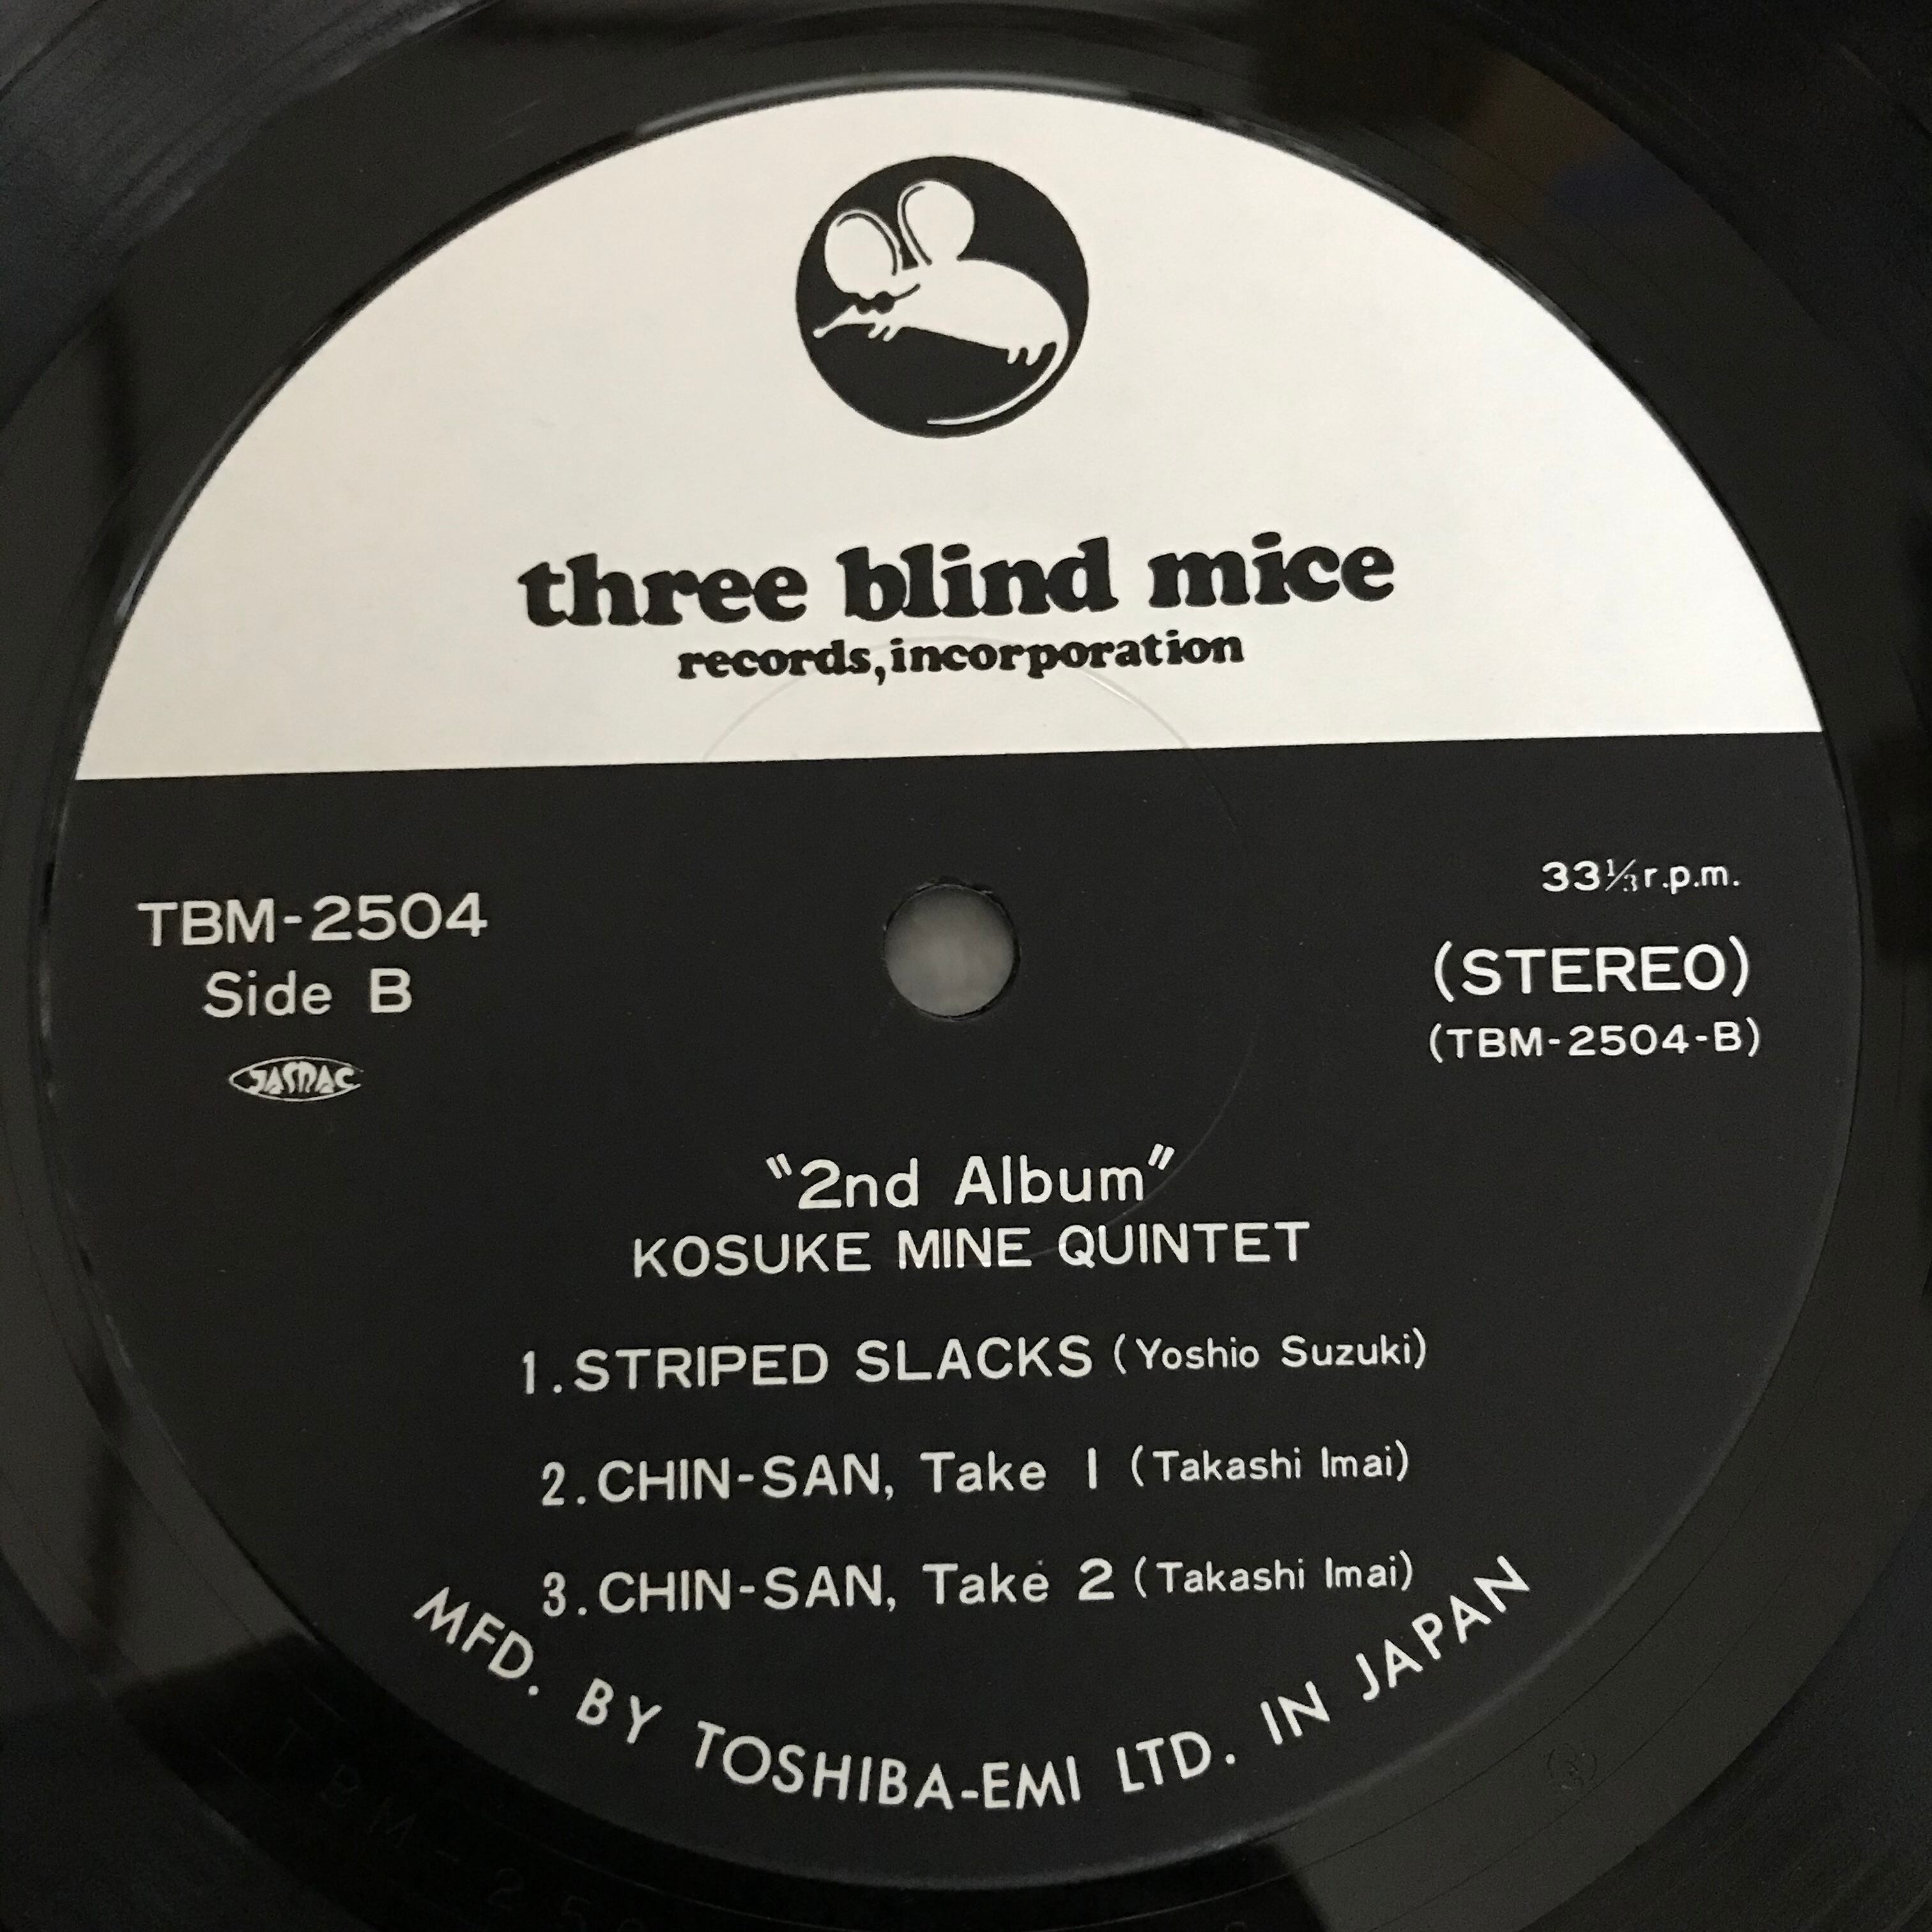 three blind mice
records, incorporation
TBM-2504
Side B
JASRAC
33⅓ r.p.m.
(STEREO)
(TBM-2504-B)
"2nd Album"
KOSUKE MINE QUINTET
1. STRIPED SLACKS (Yoshio Suzuki)
2. CHIN-SAN, Take 1 (Takashi Imai)
3. CHIN-SAN, Take 2 (Takashi Imai)
MFD. BY TOSHIBA-EMI LTD. IN JAPAN